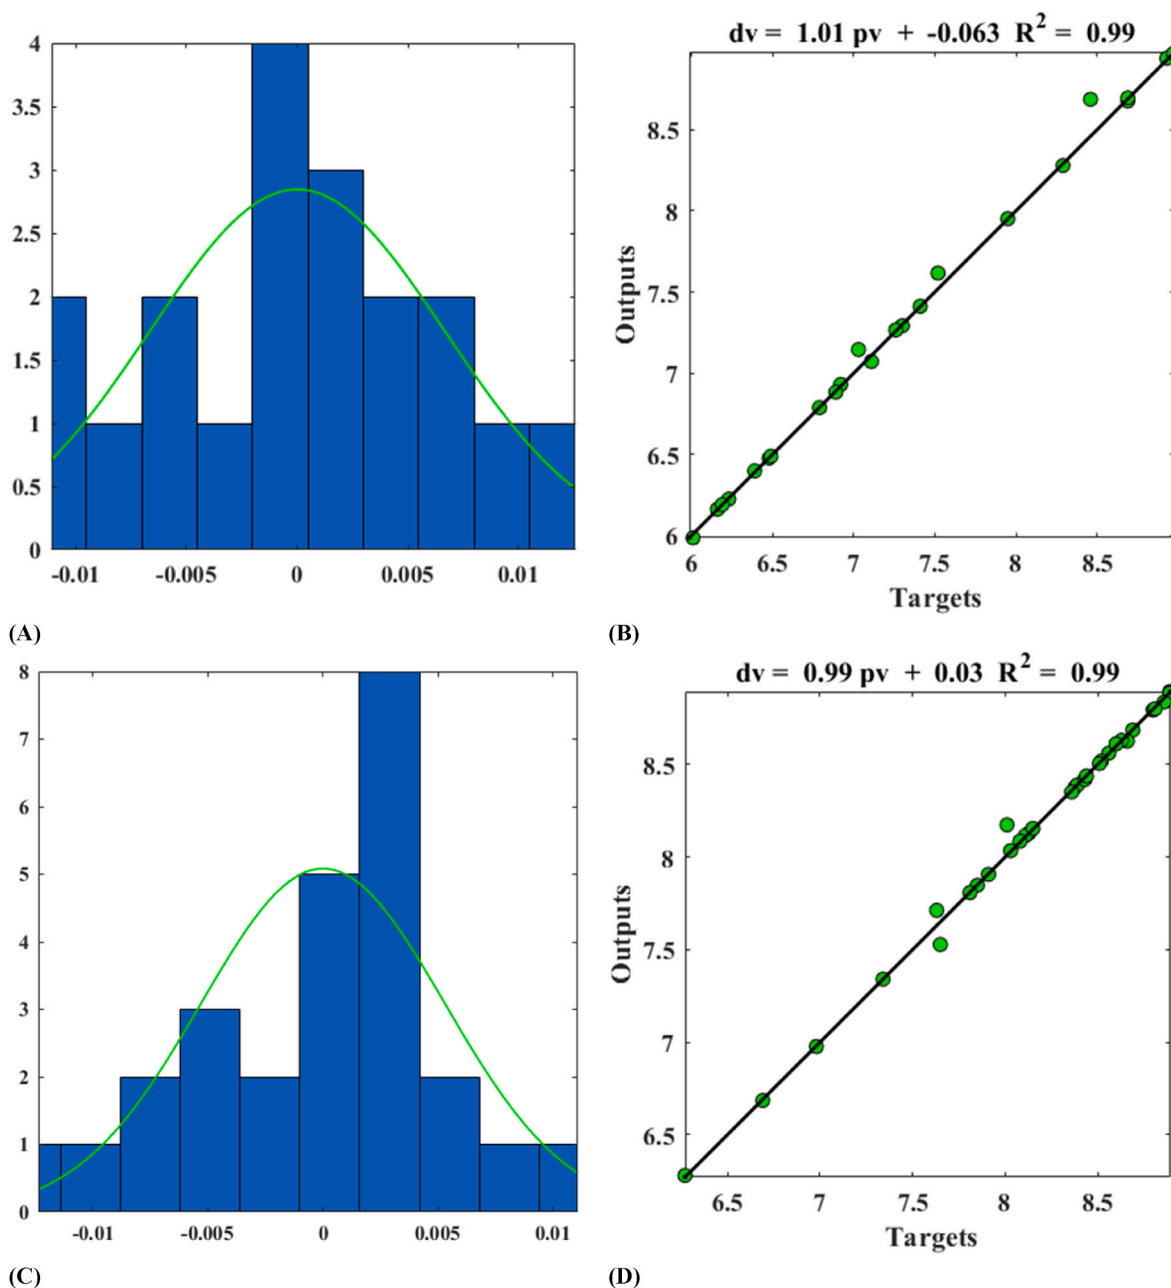 4
3.5
3
2.5
2
1.5
1
0.5
0
-0.01 -0.005 0 0.005 0.01
(A)
dv = 1.01 pv + -0.063 R² = 0.99
8.5
8
7.5
7
6.5
6
Outputs
6 6.5 7 7.5 8 8.5
Targets
(B)
8
7
6
5
4
3
2
1
0
-0.01 -0.005 0 0.005 0.01
(C)
dv = 0.99 pv + 0.03 R² = 0.99
8.5
8
7.5
7
6.5
Outputs
6.5 7 7.5 8 8.5
Targets
(D)